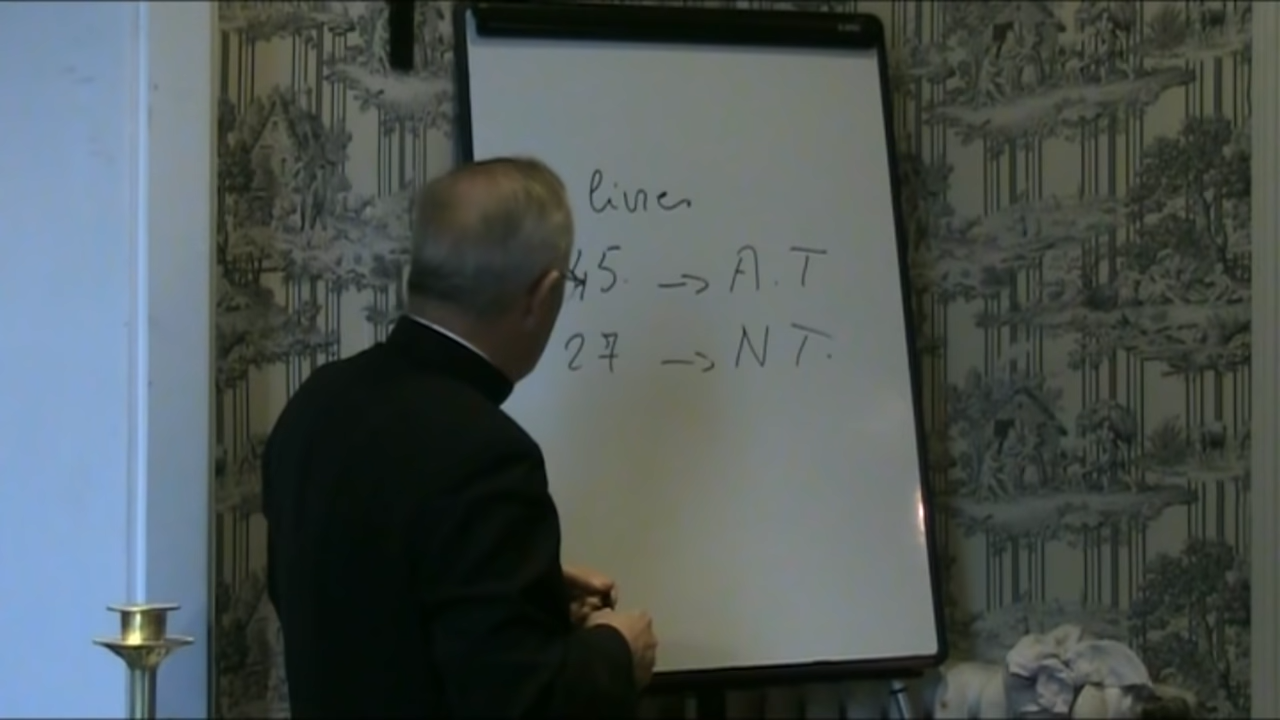 livres
45. → A.T
27 → N T.